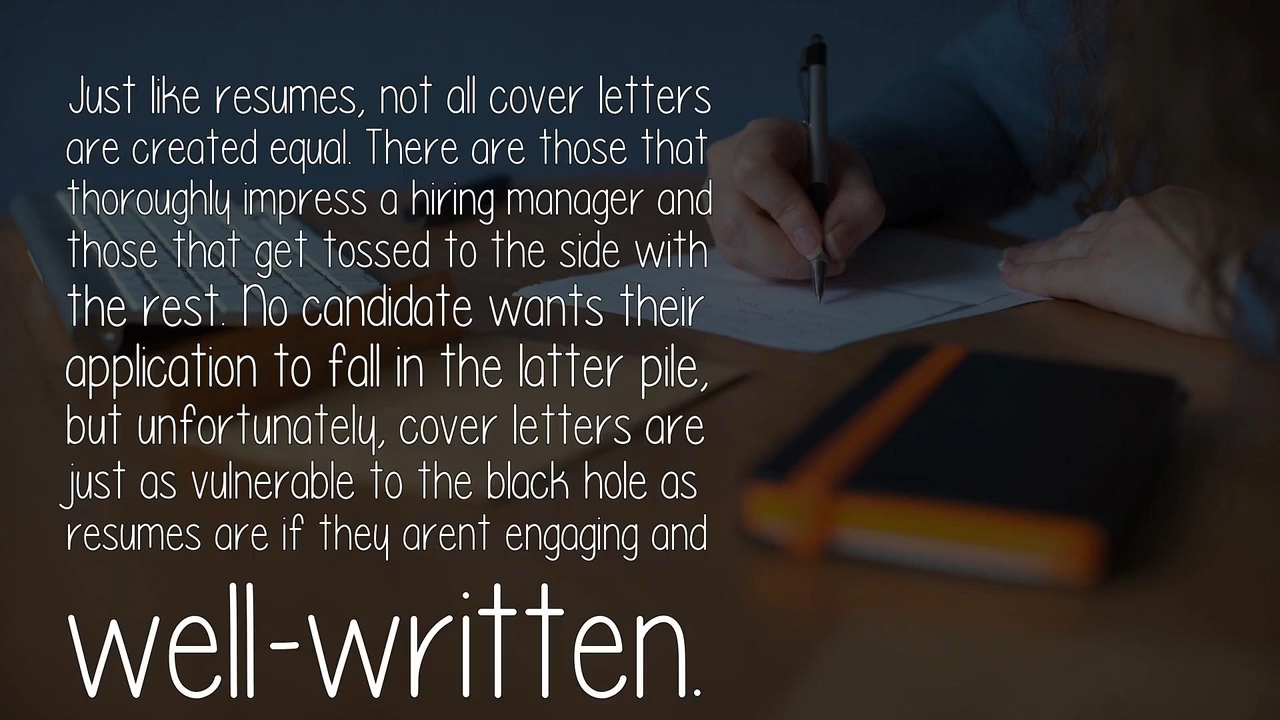 Just like resumes, not all cover letters
are created equal. There are those that
thoroughly impress a hiring manager and
those that get tossed to the side with
the rest. No candidate wants their
application to fall in the latter pile,
but unfortunately, cover letters are
just as vulnerable to the black hole as
resumes are if they arent engaging and
well-written.